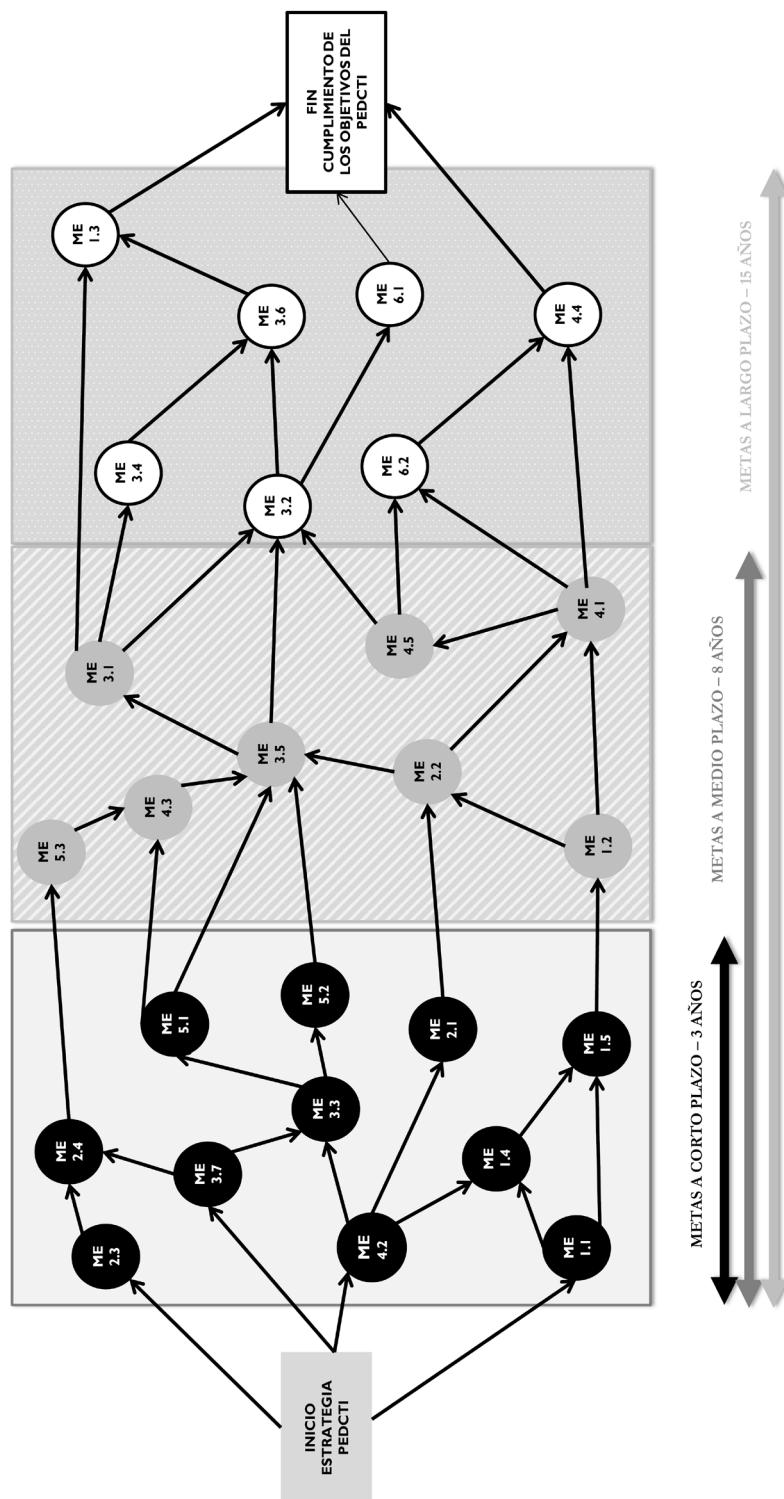 INICIO
ESTRATEGIA
PEDCTI
ME
2.3
ME
2.4
ME
3.7
ME
3.3
ME
4.2
ME
1.4
ME
1.1
ME
5.1
ME
5.2
ME
2.1
ME
1.5
ME
5.3
ME
4.3
ME
3.5
ME
2.2
ME
1.2
ME
3.1
ME
4.5
ME
4.1
ME
3.4
ME
3.2
ME
6.2
ME
1.3
ME
3.6
ME
6.1
ME
4.4
FIN
CUMPLIMIENTO DE
LOS OBJETIVOS DEL
PEDCTI
METAS A CORTO PLAZO – 3 AÑOS
METAS A MEDIO PLAZO – 8 AÑOS
METAS A LARGO PLAZO – 15 AÑOS